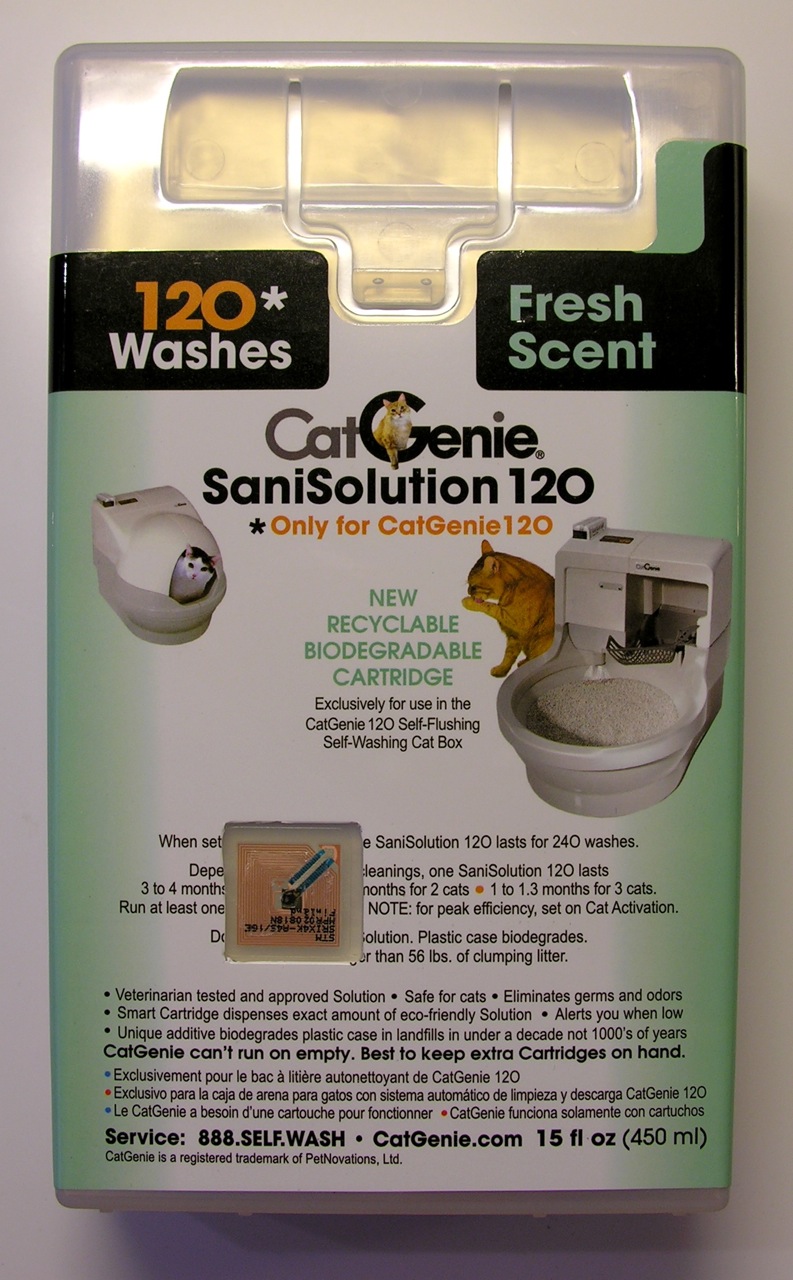 120*
Washes
Fresh
Scent
CatGenie®
SaniSolution 120
*Only for CatGenie120
CatGenie
NEW
RECYCLABLE
BIODEGRADABLE
CARTRIDGE
Exclusively for use in the
CatGenie 120 Self-Flushing
Self-Washing Cat Box
When set e SaniSolution 120 lasts for 240 washes.
Depe cleanings, one SaniSolution 120 lasts
3 to 4 months months for 2 cats • 1 to 1.3 months for 3 cats.
Run at least one NOTE: for peak efficiency, set on Cat Activation.
Do Solution. Plastic case biodegrades.
ger than 56 lbs. of clumping litter.
STM
SRIX4K-A4S/1GE
• Veterinarian tested and approved Solution • Safe for cats • Eliminates germs and odors
• Smart Cartridge dispenses exact amount of eco-friendly Solution • Alerts you when low
• Unique additive biodegrades plastic case in landfills in under a decade not 1000's of years
CatGenie can't run on empty. Best to keep extra Cartridges on hand.
• Exclusivement pour le bac à litière autonettoyant de CatGenie 120
• Exclusivo para la caja de arena para gatos con sistema automático de limpieza y descarga CatGenie 120
• Le CatGenie a besoin d'une cartouche pour fonctionner • CatGenie funciona solamente con cartuchos
Service: 888.SELF.WASH • CatGenie.com 15 fl oz (450 ml)
CatGenie is a registered trademark of PetNovations, Ltd.